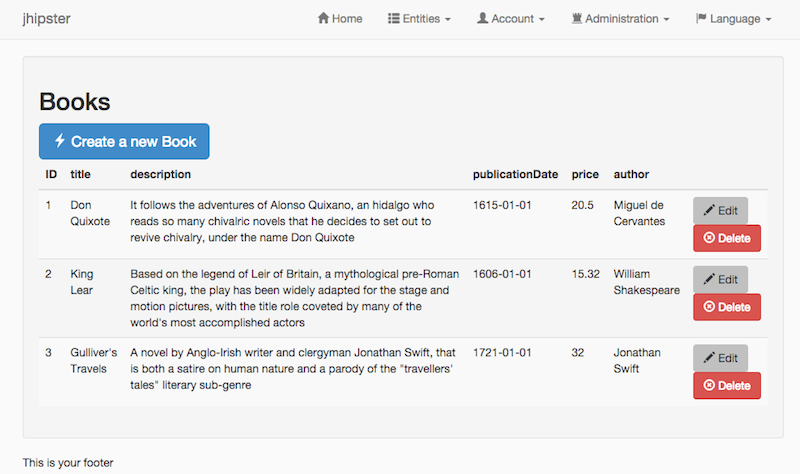 jhipster Home Entities Account Administration Language
Books
Create a new Book
ID title description publicationDate price author
1 Don It follows the adventures of Alonso Quixano, an hidalgo who 1615-01-01 20.5 Miguel de Edit
Quixote reads so many chivalric novels that he decides to set out to Cervantes
revive chivalry, under the name Don Quixote Delete
2 King Based on the legend of Leir of Britain, a mythological pre-Roman 1606-01-01 15.32 William Edit
Lear Celtic king, the play has been widely adapted for the stage and Shakespeare
motion pictures, with the title role coveted by many of the Delete
world's most accomplished actors
3 Gulliver's A novel by Anglo-Irish writer and clergyman Jonathan Swift, that 1721-01-01 32 Jonathan Edit
Travels is both a satire on human nature and a parody of the "travellers' Swift
tales" literary sub-genre Delete
This is your footer